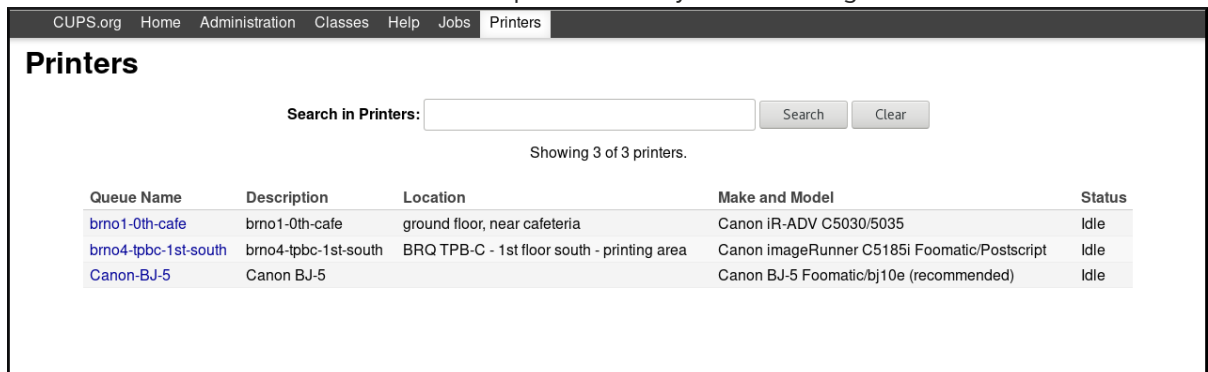 CUPS.org Home Administration Classes Help Jobs Printers
Printers
Search in Printers: Search Clear
Showing 3 of 3 printers.
Queue Name Description Location Make and Model Status
brno1-0th-cafe brno1-0th-cafe ground floor, near cafeteria Canon iR-ADV C5030/5035 Idle
brno4-tpbc-1st-south brno4-tpbc-1st-south BRQ TPB-C - 1st floor south - printing area Canon imageRunner C5185i Foomatic/Postscript Idle
Canon-BJ-5 Canon BJ-5 Canon BJ-5 Foomatic/bj10e (recommended) Idle